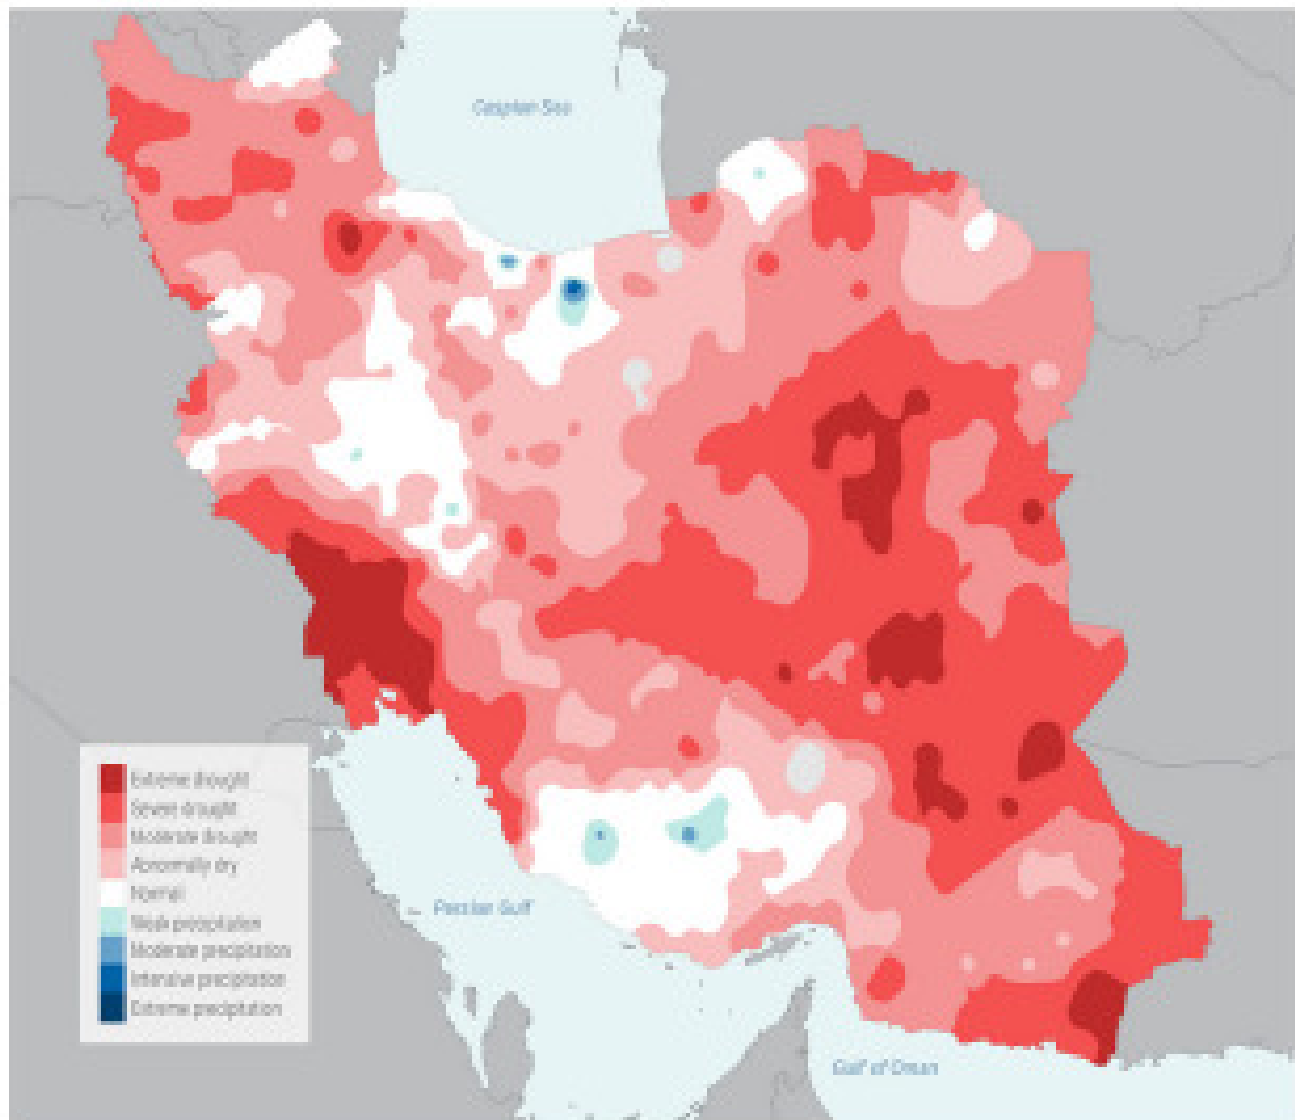 Caspian Sea
Extreme drought
Severe drought
Moderate drought
Abnormally dry
Normal
Weak precipitation
Moderate precipitation
Intensive precipitation
Extreme precipitation
Persian Gulf
Gulf of Oman